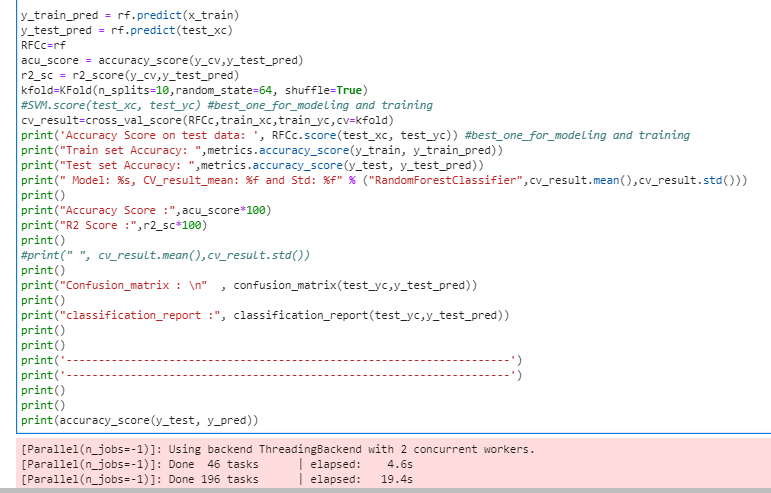 y_train_pred = rf.predict(x_train)
y_test_pred = rf.predict(test_xc)
RFCc=rf
acu_score = accuracy_score(y_cv,y_test_pred)
r2_sc = r2_score(y_cv,y_test_pred)
kfold=KFold(n_splits=10,random_state=64, shuffle=True)
#SVM.score(test_xc, test_yc) #best_one_for_modeling and training
cv_result=cross_val_score(RFCc,train_xc,train_yc,cv=kfold)
print('Accuracy Score on test data: ', RFCc.score(test_xc, test_yc)) #best_one_for_modeling and training
print("Train set Accuracy: ",metrics.accuracy_score(y_train, y_train_pred))
print("Test set Accuracy: ",metrics.accuracy_score(y_test, y_test_pred))
print(" Model: %s, CV_result_mean: %f and Std: %f" % ("RandomForestClassifier",cv_result.mean(),cv_result.std()))
print()
print("Accuracy Score :",acu_score*100)
print("R2 Score :",r2_sc*100)
print()
#print(" ", cv_result.mean(),cv_result.std())
print()
print("Confusion_matrix : \n"  , confusion_matrix(test_yc,y_test_pred))
print()
print("classification_report :", classification_report(test_yc,y_test_pred))
print()
print()
print('--------------------------------------------------------------------')
print('--------------------------------------------------------------------')
print()
print()
print(accuracy_score(y_test, y_pred))
[Parallel(n_jobs=-1)]: Using backend ThreadingBackend with 2 concurrent workers.
[Parallel(n_jobs=-1)]: Done  46 tasks      | elapsed:    4.6s
[Parallel(n_jobs=-1)]: Done 196 tasks      | elapsed:   19.4s